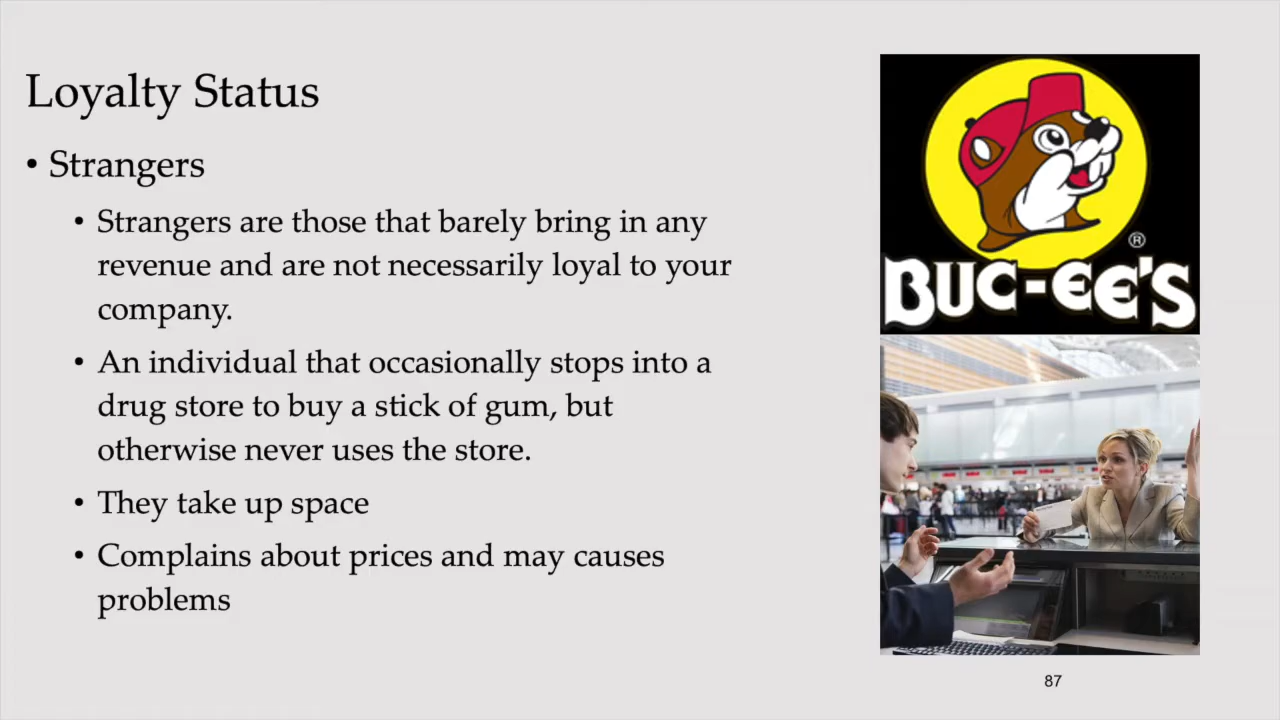 Loyalty Status
• Strangers
• Strangers are those that barely bring in any
revenue and are not necessarily loyal to your
company.
• An individual that occasionally stops into a
drug store to buy a stick of gum, but
otherwise never uses the store.
• They take up space
• Complains about prices and may causes
problems
®
BUC-EE'S
87